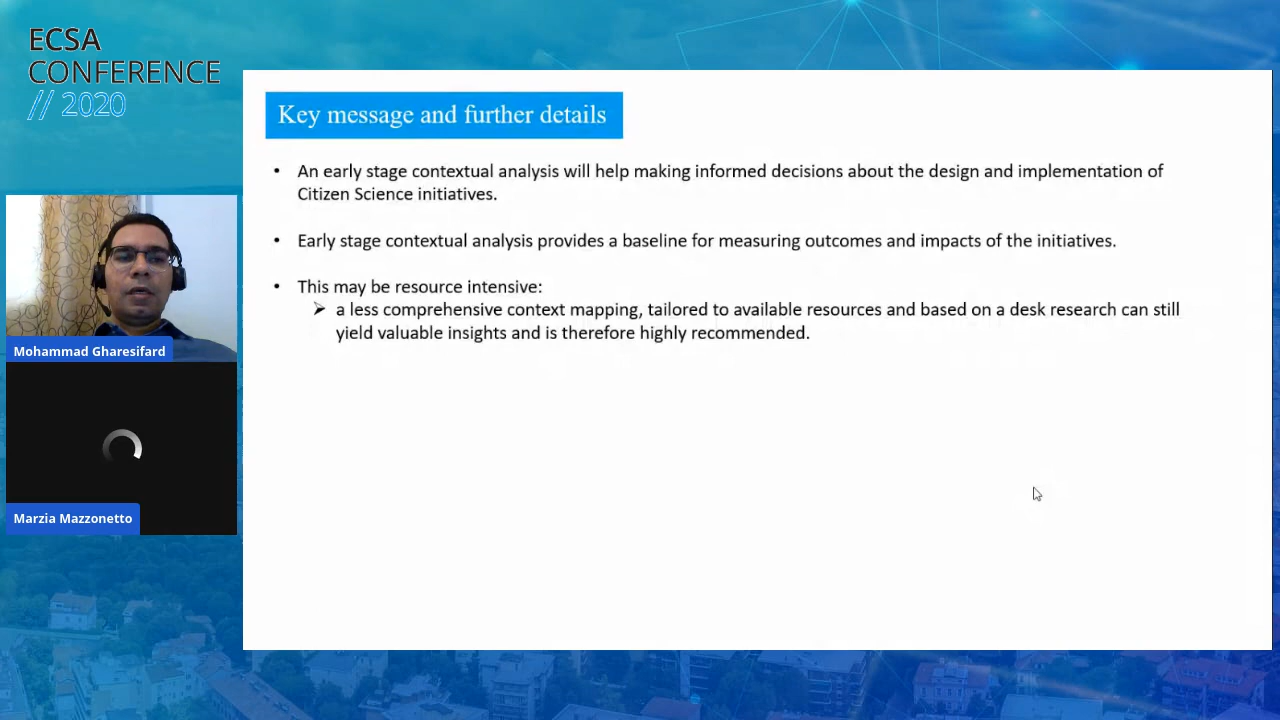 ECSA
CONFERENCE
// 2020
Key message and further details
• An early stage contextual analysis will help making informed decisions about the design and implementation of
Citizen Science initiatives.
• Early stage contextual analysis provides a baseline for measuring outcomes and impacts of the initiatives.
• This may be resource intensive:
➢ a less comprehensive context mapping, tailored to available resources and based on a desk research can still
yield valuable insights and is therefore highly recommended.
Mohammad Gharesifard
Marzia Mazzonetto